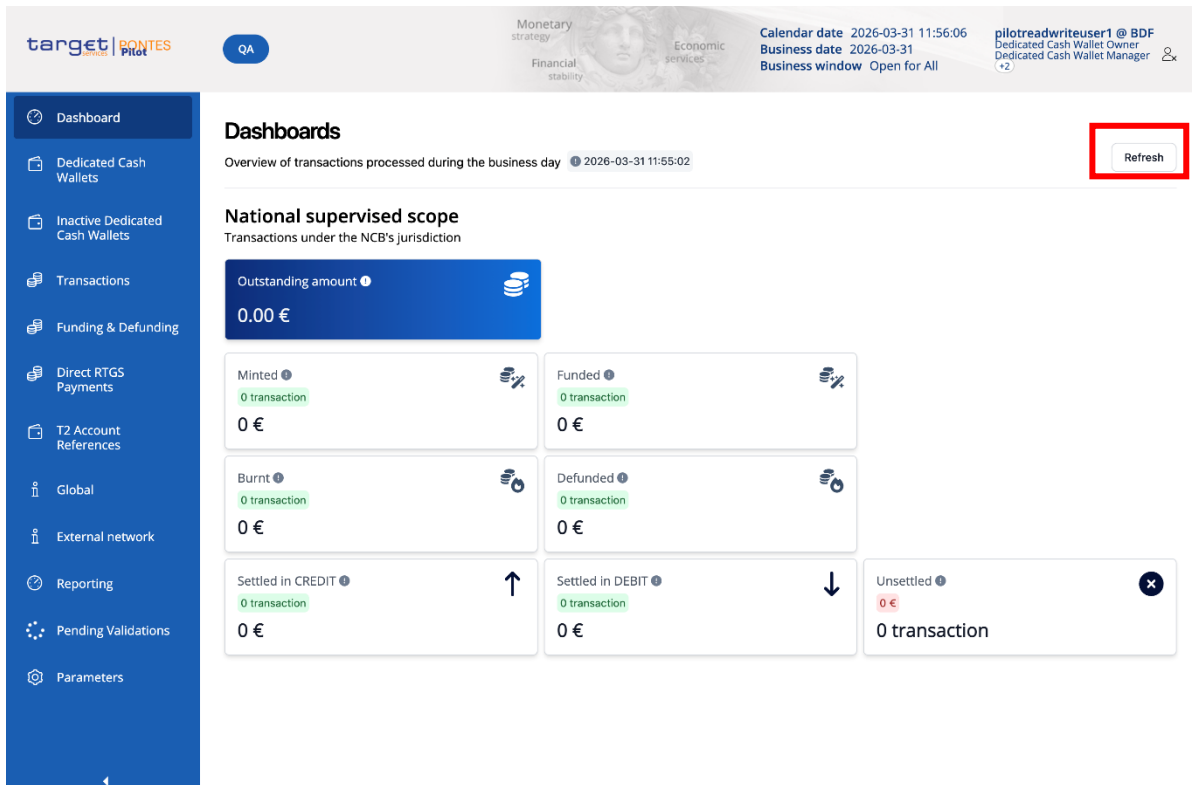 target | PONTES
services Pilot
QA
Monetary
strategy
Economic
services
Financial
stability
Calendar date 2026-03-31 11:56:06
Business date 2026-03-31
Business window Open for All
pilotreadwriteuser1 @ BDF
Dedicated Cash Wallet Owner
Dedicated Cash Wallet Manager
+2
Dashboard
Dedicated Cash
Wallets
Inactive Dedicated
Cash Wallets
Transactions
Funding & Defunding
Direct RTGS
Payments
T2 Account
References
Global
External network
Reporting
Pending Validations
Parameters
Dashboards
Overview of transactions processed during the business day 2026-03-31 11:55:02
Refresh
National supervised scope
Transactions under the NCB's jurisdiction
Outstanding amount
0.00 €
Minted
0 transaction
0 €
Funded
0 transaction
0 €
Burnt
0 transaction
0 €
Defunded
0 transaction
0 €
Settled in CREDIT
0 transaction
0 €
Settled in DEBIT
0 transaction
0 €
Unsettled
0 €
0 transaction